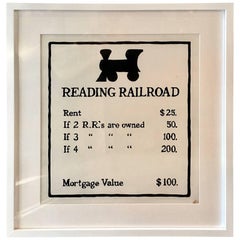 READING RAILROAD
Rent $25.
If 2 R.R.'s are owned 50.
If 3 " " " 100.
If 4 " " " 200.
Mortgage Value $100.